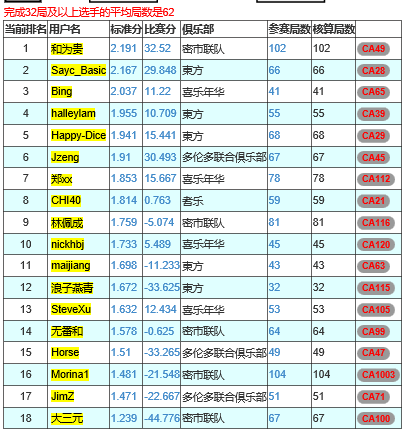 完成32局及以上选手的平均局数是62
当前排名 用户名 标准分 比赛分 俱乐部 参赛局数 核算局数
1 和为贵 2.191 32.52 密市联队 102 102 CA49
2 Sayc_Basic 2.167 29.848 東方 66 66 CA28
3 Bing 2.037 11.22 喜乐年华 41 41 CA65
4 halleylam 1.955 10.709 東方 55 55 CA39
5 Happy-Dice 1.941 15.441 東方 68 68 CA29
6 Jzeng 1.91 30.493 多伦多联合俱乐部 67 67 CA45
7 郑xx 1.853 15.667 喜乐年华 78 78 CA112
8 CHI40 1.814 0.763 者乐 59 59 CA21
9 林佩成 1.759 -5.074 密市联队 81 81 CA116
10 nickhbj 1.733 5.489 喜乐年华 45 45 CA120
11 maijiang 1.698 -11.233 東方 43 43 CA63
12 浪子燕青 1.672 -33.625 東方 32 32 CA115
13 SteveXu 1.632 12.434 喜乐年华 53 53 CA105
14 无番和 1.578 -0.625 密市联队 64 64 CA99
15 Horse 1.51 -33.265 多伦多联合俱乐部 49 49 CA47
16 Morina1 1.481 -21.548 密市联队 104 104 CA1003
17 JimZ 1.471 -22.667 多伦多联合俱乐部 51 51 CA71
18 大三元 1.239 -44.776 密市联队 67 67 CA100